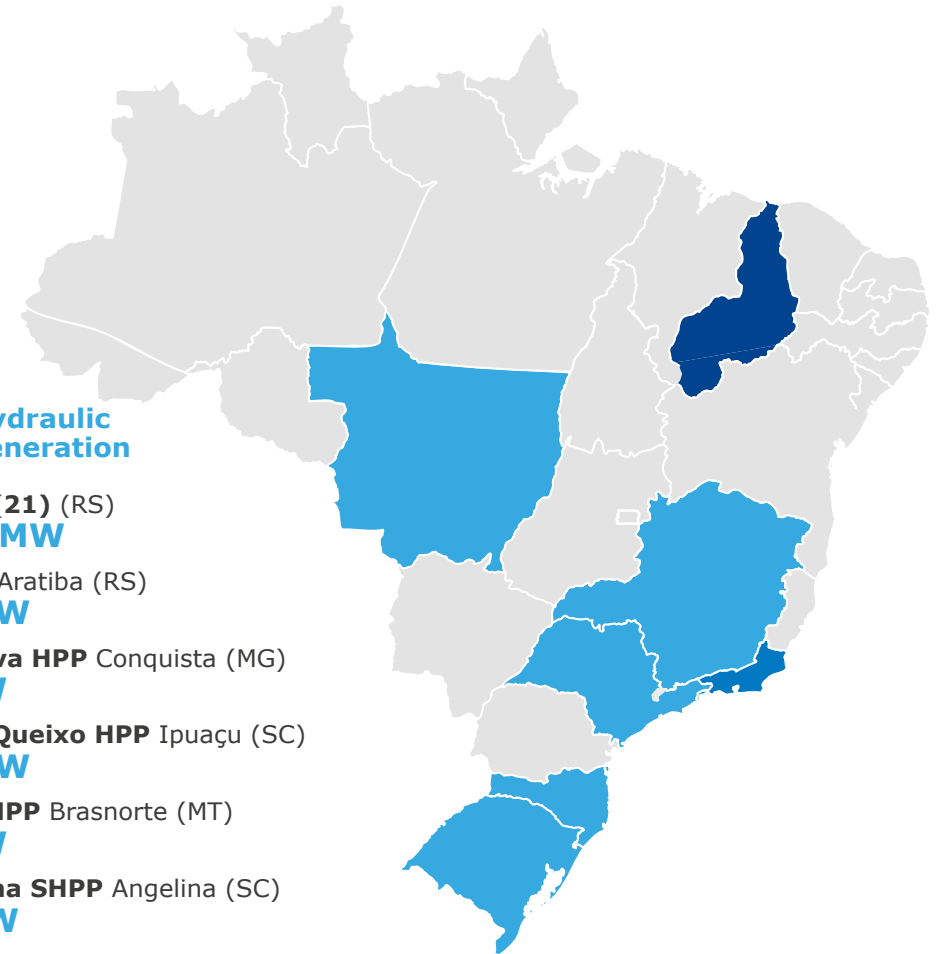 ydraulic
eneration
(21) (RS)
MW
Aratiba (RS)
W
va HPP Conquista (MG)
Queixo HPP Ipuaçu (SC)
W
HPP Brasnorte (MT)
na SHPP Angelina (SC)
W